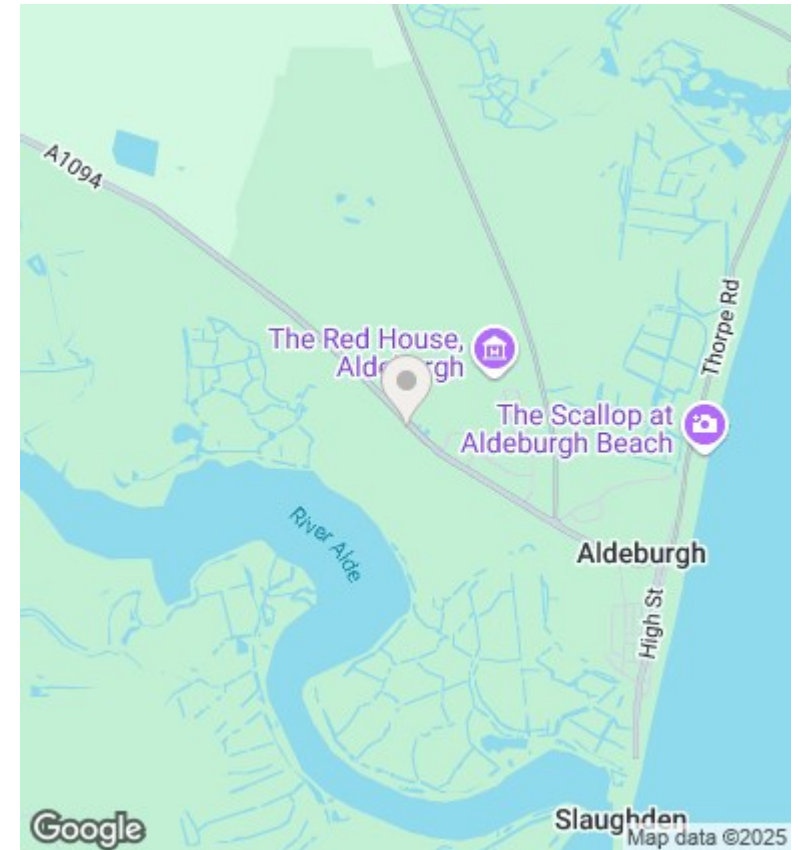 A1094
The Red House,
Aldeburgh
Thorpe Rd
The Scallop at
Aldeburgh Beach
River Alde
Aldeburgh
High St
Slaughden
Google
Map data ©2025